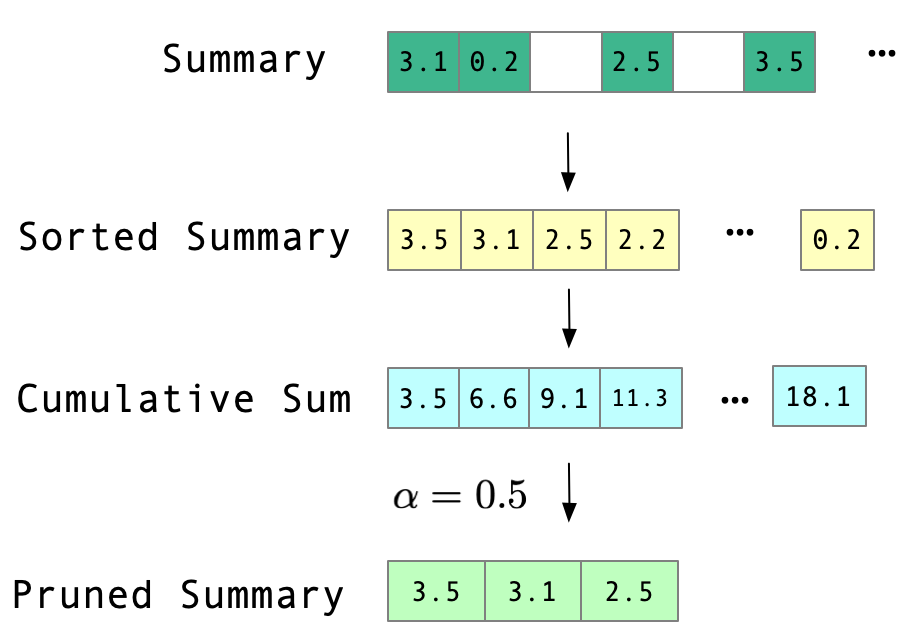 Summary 3.1 0.2 2.5 3.5 ...
Sorted Summary 3.5 3.1 2.5 2.2 ... 0.2
Cumulative Sum 3.5 6.6 9.1 11.3 ... 18.1
α = 0.5
Pruned Summary 3.5 3.1 2.5